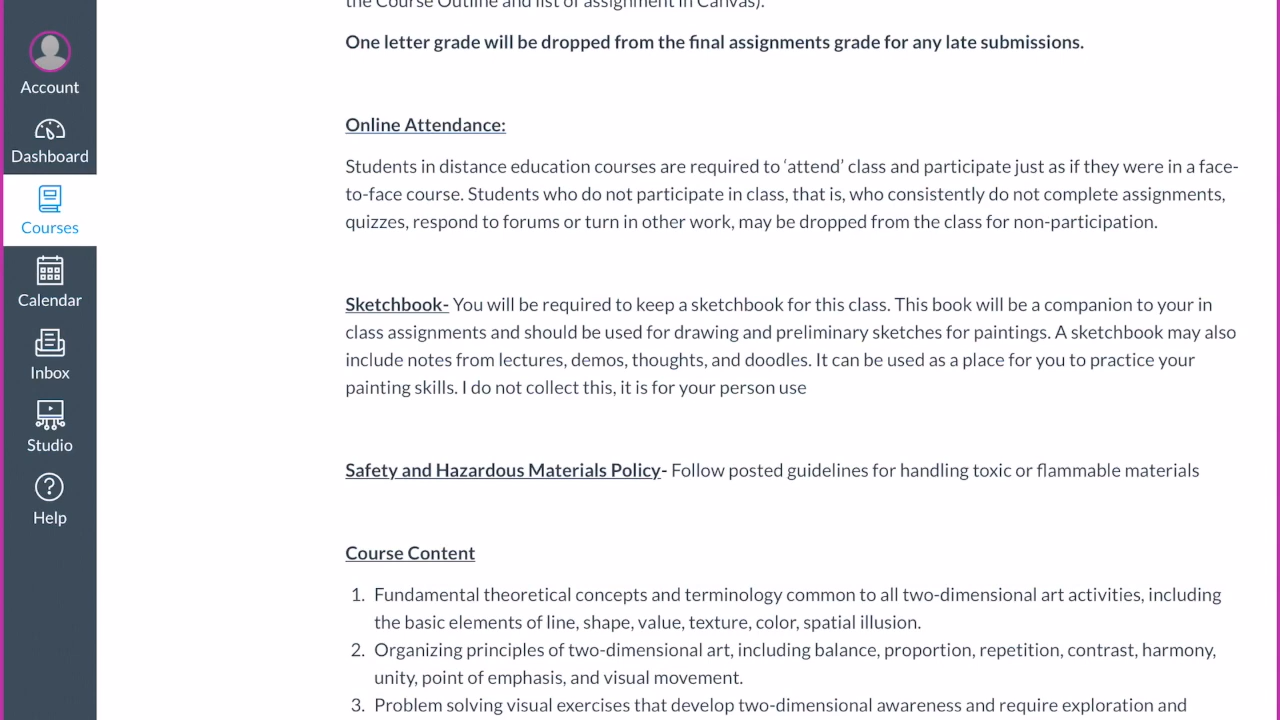 the Course Outline and list of assignment in Canvas).
One letter grade will be dropped from the final assignments grade for any late submissions.
Account
Dashboard
Courses
Calendar
Inbox
Studio
Help
Online Attendance:
Students in distance education courses are required to ‘attend’ class and participate just as if they were in a face-
to-face course. Students who do not participate in class, that is, who consistently do not complete assignments,
quizzes, respond to forums or turn in other work, may be dropped from the class for non-participation.
Sketchbook- You will be required to keep a sketchbook for this class. This book will be a companion to your in
class assignments and should be used for drawing and preliminary sketches for paintings. A sketchbook may also
include notes from lectures, demos, thoughts, and doodles. It can be used as a place for you to practice your
painting skills. I do not collect this, it is for your person use
Safety and Hazardous Materials Policy- Follow posted guidelines for handling toxic or flammable materials
Course Content
1. Fundamental theoretical concepts and terminology common to all two-dimensional art activities, including
the basic elements of line, shape, value, texture, color, spatial illusion.
2. Organizing principles of two-dimensional art, including balance, proportion, repetition, contrast, harmony,
unity, point of emphasis, and visual movement.
3. Problem solving visual exercises that develop two-dimensional awareness and require exploration and